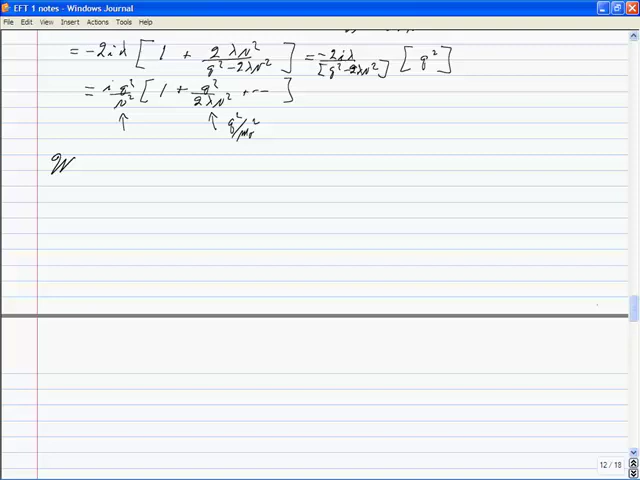 EFT 1 notes - Windows Journal
File Edit View Insert Actions Tools Help
= -2iλ [ 1 + 2λv² / (q² - 2λv²) ] = -2iλ / [q² - 2λv²] [ q² ]
= i q²/v² [ 1 + q²/2λv² + -- ]
↑ ↑ q²/mσ²
W
12 / 18